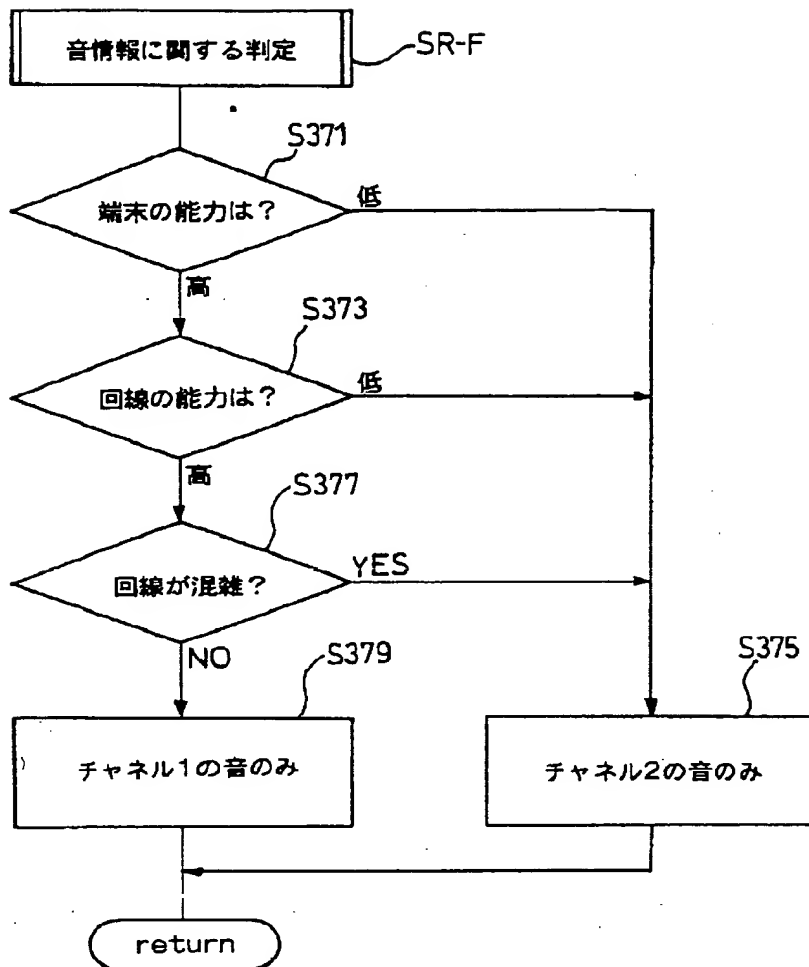 音情報に関する判定
SR-F
S371
端末の能力は？
低
高
S373
回線の能力は？
低
高
S377
回線が混雑？
YES
NO
S379
S375
チャネル1の音のみ
チャネル2の音のみ
return